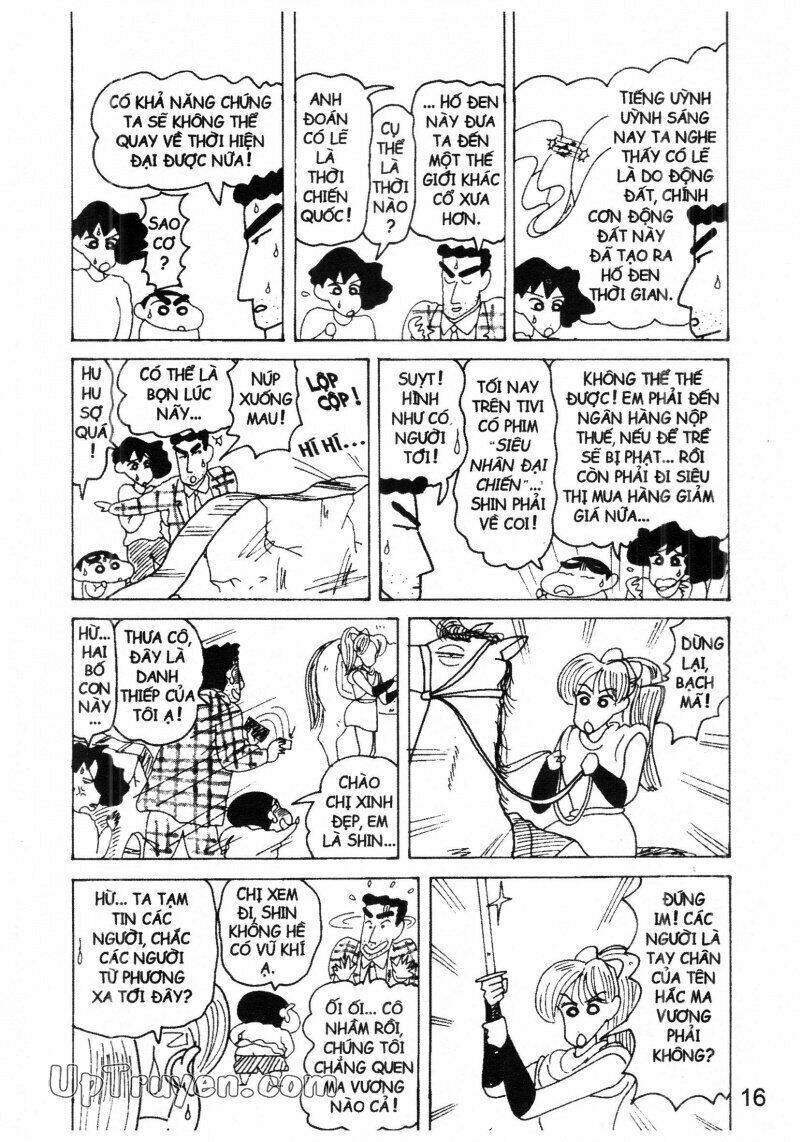 TIẾNG UỲNH
UỲNH SÁNG
NAY TA NGHE
THẤY CÓ LẼ
LÀ DO ĐỘNG
ĐẤT, CHÍNH
CƠN ĐỘNG
ĐẤT NÀY
ĐÃ TẠO RA
HỐ ĐEN
THỜI GIAN.
... HỐ ĐEN
NÀY ĐƯA
TA ĐẾN
MỘT THẾ
GIỚI KHÁC
CỔ XƯA
HƠN.
CỤ
THỂ
LÀ
THỜI
NÀO
?
ANH
ĐOÁN
CÓ LẼ
LÀ
THỜI
CHIẾN
QUỐC!
CÓ KHẢ NĂNG CHÚNG
TA SẼ KHÔNG THỂ
QUAY VỀ THỜI HIỆN
ĐẠI ĐƯỢC NỮA!
SAO
CƠ
?
KHÔNG THỂ THẾ
ĐƯỢC! EM PHẢI ĐẾN
NGÂN HÀNG NỘP
THUẾ, NẾU ĐỂ TRỄ
SẼ BỊ PHẠT... RỒI
CÒN PHẢI ĐI SIÊU
THỊ MUA HÀNG GIẢM
GIÁ NỮA...
TỐI NAY
TRÊN TIVI
CÓ PHIM
"SIÊU
NHÂN ĐẠI
CHIẾN"...
SHIN PHẢI
VỀ COI!
SUYT!
HÌNH
NHƯ CÓ
NGƯỜI
TỚI!
LỘP
CỘP!
HÍ HÍ...
NÚP
XUỐNG
MAU!
CÓ THỂ LÀ
BỌN LÚC
NÃY...
HU
HU
SỢ
QUÁ
!
DỪNG
LẠI,
BẠCH
MÃ!
THƯA CÔ,
ĐÂY LÀ
DANH
THIẾP CỦA
TÔI Ạ!
CHÀO
CHỊ XINH
ĐẸP, EM
LÀ SHIN...
HỪ...
HAI
BỐ
CON
NÀY
...
ĐỨNG
IM! CÁC
NGƯỜI LÀ
TAY CHÂN
CỦA TÊN
HẮC MA
VƯƠNG
PHẢI
KHÔNG?
ỐI ỐI... CÔ
NHẦM RỒI,
CHÚNG TÔI
CHẲNG QUEN
MA VƯƠNG
NÀO CẢ!
CHỊ XEM
ĐI, SHIN
KHÔNG HỀ
CÓ VŨ KHÍ
Ạ.
HỪ... TA TẠM
TIN CÁC
NGƯỜI, CHẮC
CÁC NGƯỜI
TỪ PHƯƠNG
XA TỚI ĐÂY?
UpTruyen.com
16